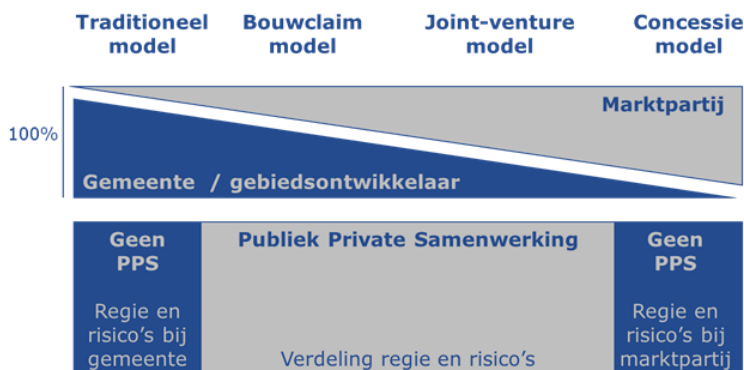 Traditioneel model
Bouwclaim model
Joint-venture model
Concessie model
100%
Marktpartij
Gemeente / gebiedsontwikkelaar
Geen
PPS
Publiek Private Samenwerking
Geen
PPS
Regie en
risico's bij
gemeente
Verdeling regie en risico's
Regie en
risico's bij
marktpartij